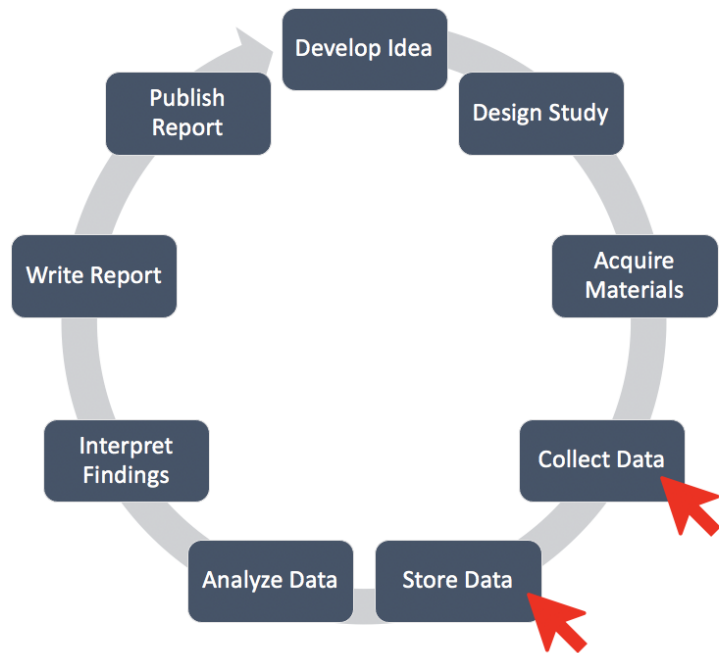 Develop Idea
Design Study
Acquire
Materials
Collect Data
Store Data
Analyze Data
Interpret
Findings
Write Report
Publish
Report